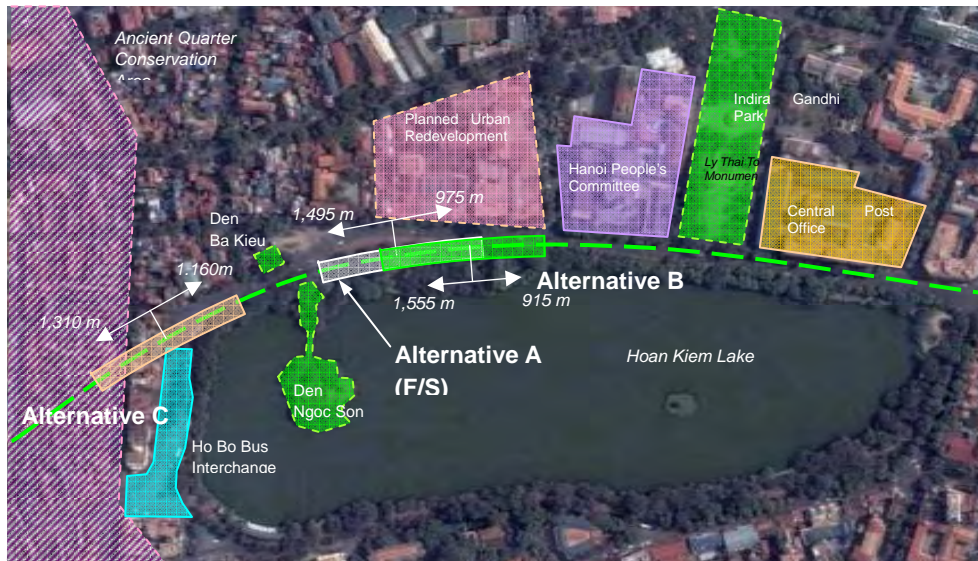 Ancient Quarter
Conservation
Area
Planned Urban
Redevelopment
Indira Gandhi
Park
Hanoi People's
Committee
Ly Thai To
Monumen
Central Post
Office
975 m
1,495 m
Den
Ba Kieu
1.160m
1,310 m
Alternative B
1,555 m
915 m
Alternative A
(F/S)
Hoan Kiem Lake
Den
Ngoc Son
Alternative C
Ho Bo Bus
Interchange